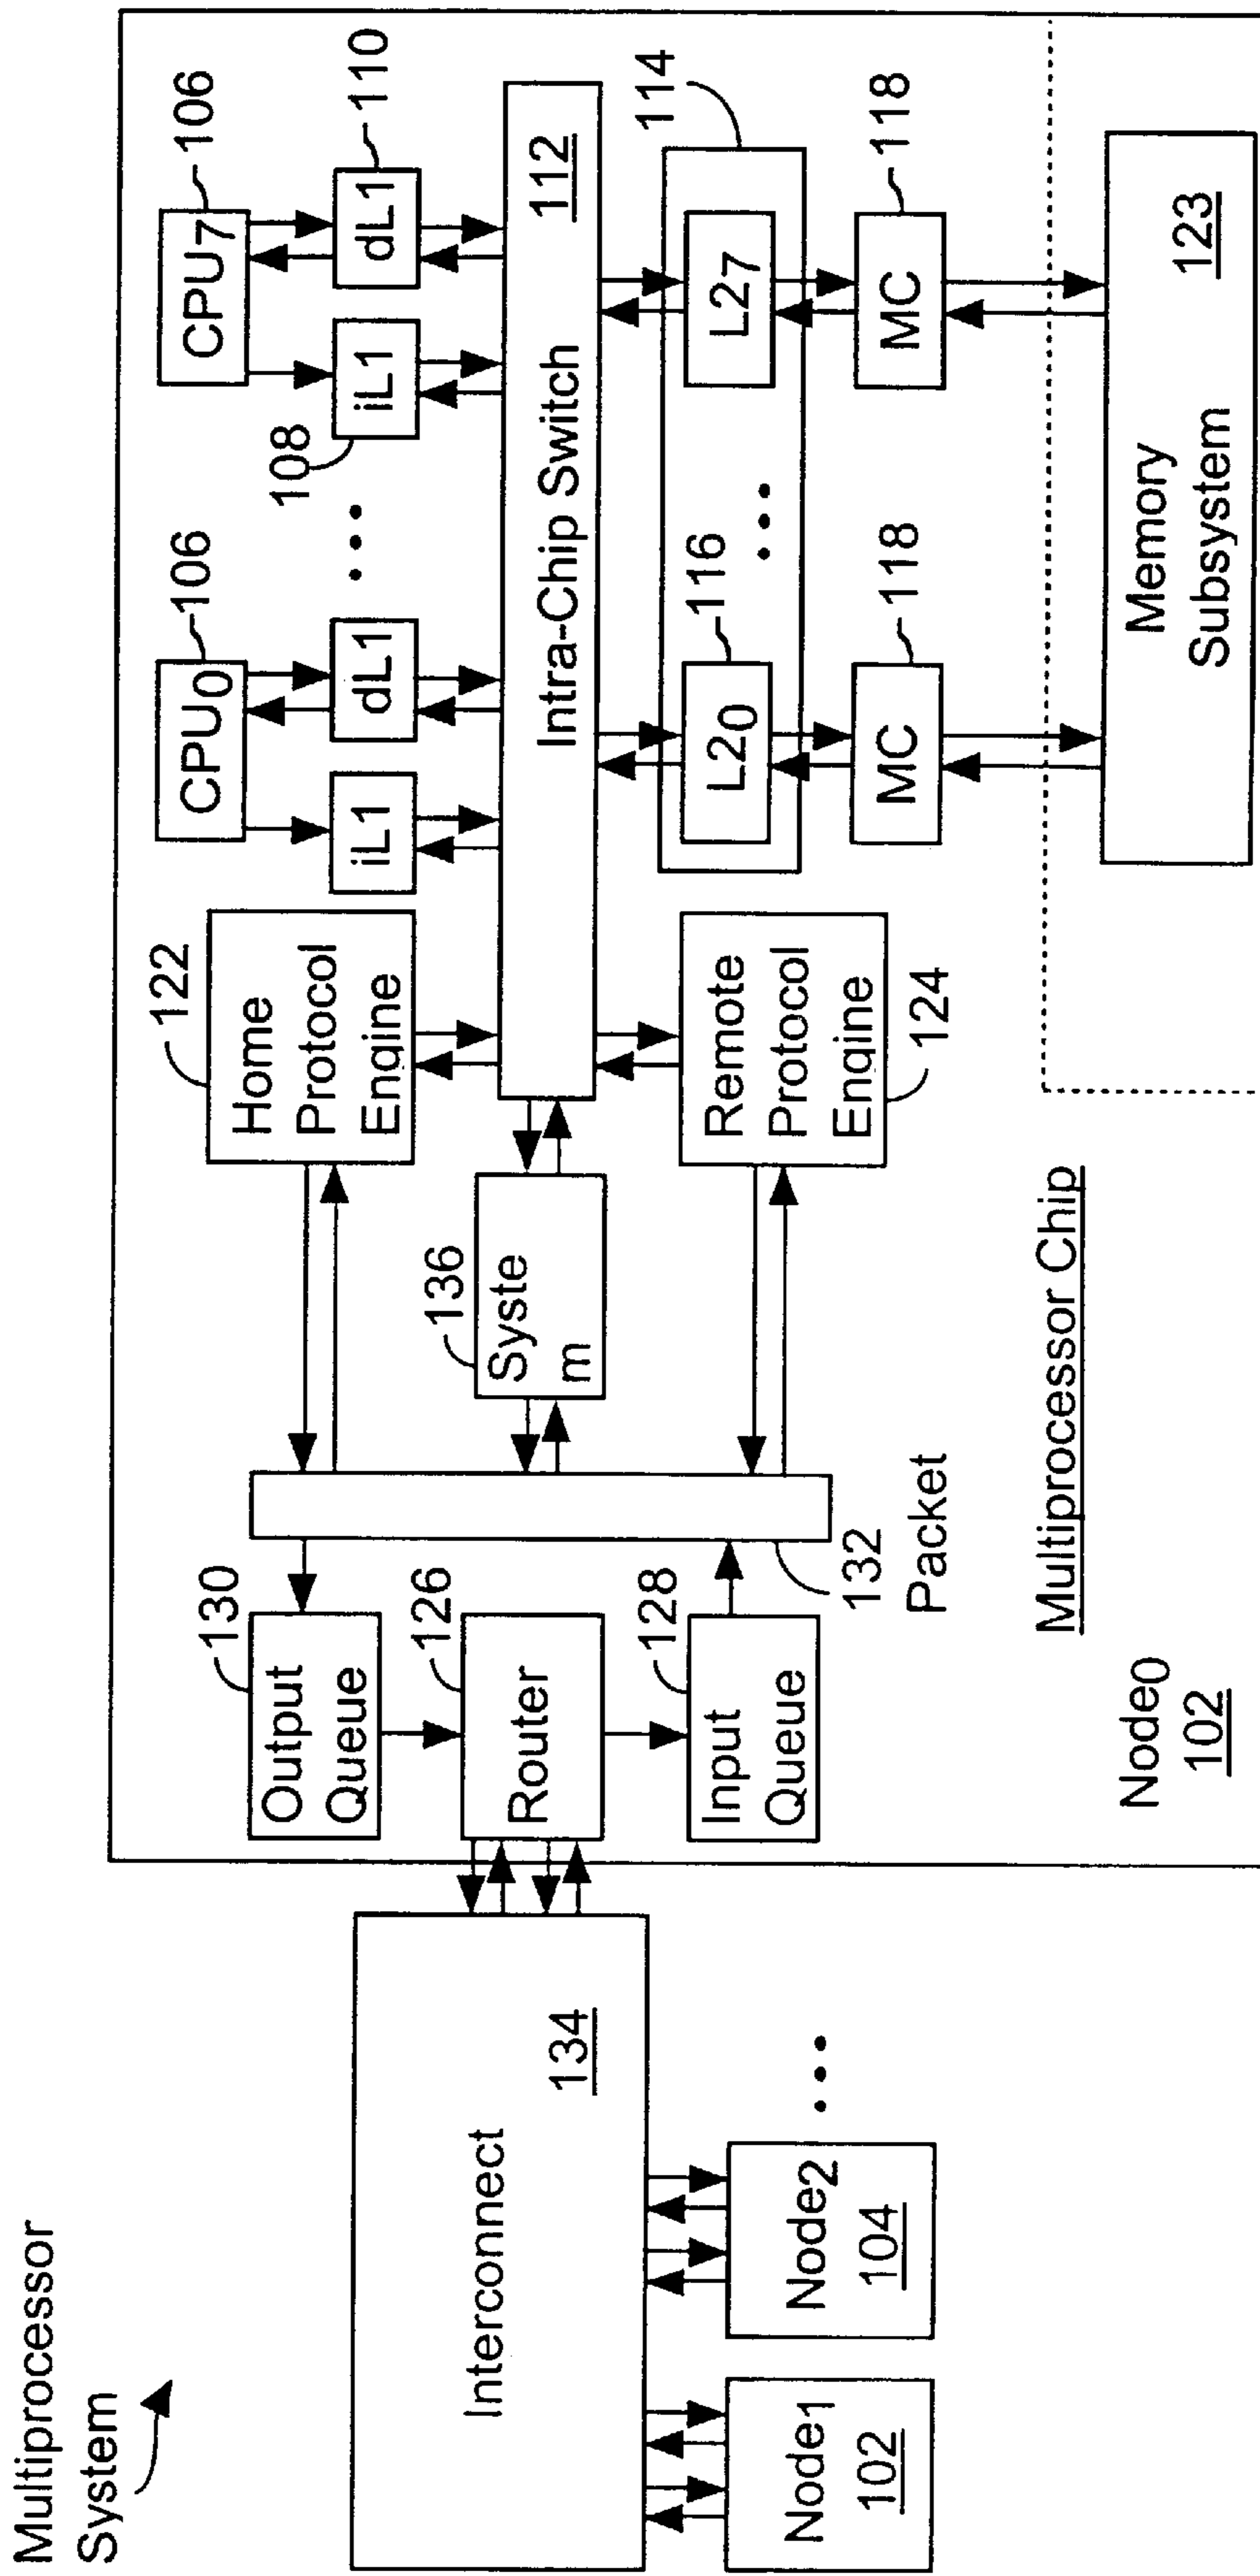 Multiprocessor
System
Interconnect
134
Node1
102
Node2
104
•••
130
Output
Queue
126
Router
128
Input
Queue
132
Packet
136
Syste
m
122
Home
Protocol
Engine
Remote
Protocol
Engine
124
CPU0
106
iL1
dL1
•••
CPU7
106
108
iL1
dL1
110
Intra-Chip Switch
112
114
L20
116
•••
L27
MC
118
MC
118
Memory
Subsystem
123
Multiprocessor Chip
Node0
102